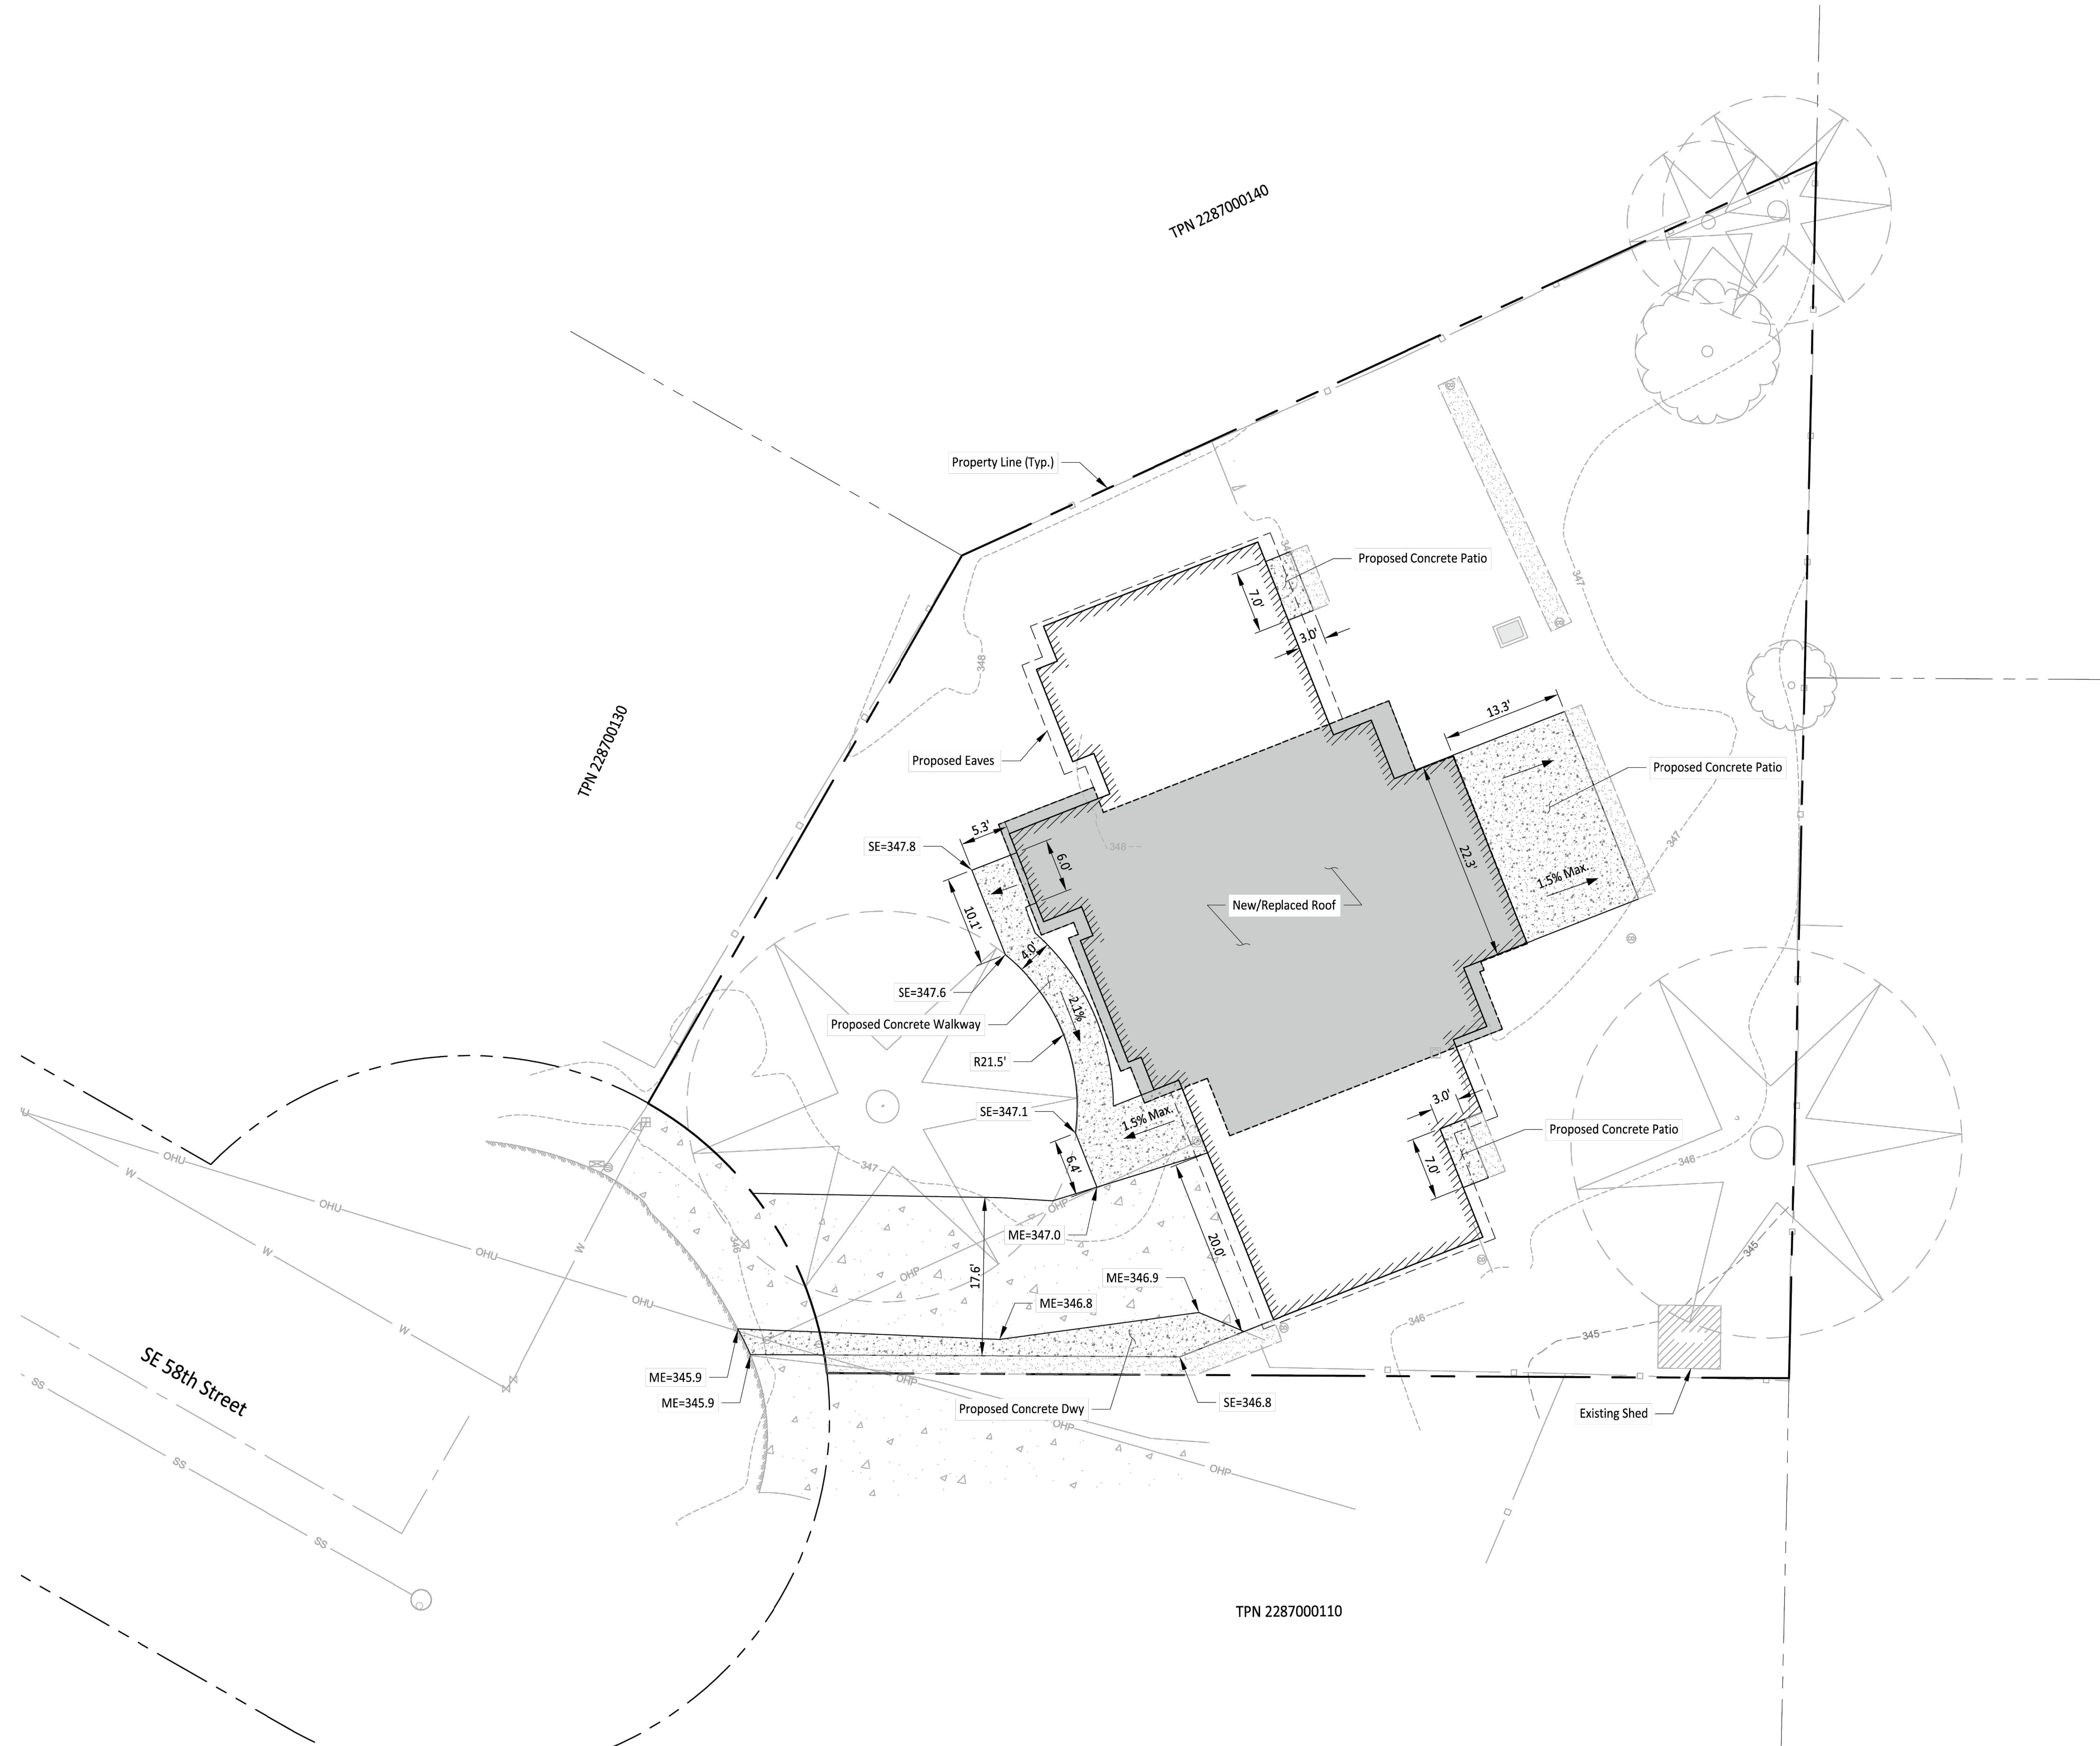 TPN 2287000140
Property Line (Typ.)
Proposed Concrete Patio
7.0'
3.0'
347
348
TPN 228700130
13.3'
Proposed Eaves
Proposed Concrete Patio
5.3'
SE=347.8
6.0'
348
22.3'
347
1.5% Max.
10.1'
New/Replaced Roof
4.0'
SE=347.6
2.1%
Proposed Concrete Walkway
R21.5'
3.0'
SE=347.1
1.5% Max.
Proposed Concrete Patio
OHU
W
347
6.4'
7.0'
346
OHU
OHP
ME=347.0
20.0'
346
W
W
OHU
OHP
17.6'
ME=346.9
345
OHU
ME=346.8
346
345
W
SE 58th Street
ME=345.9
SS
ME=345.9
OHP
Proposed Concrete Dwy
SE=346.8
Existing Shed
OHP
SS
OHP
SS
TPN 2287000110